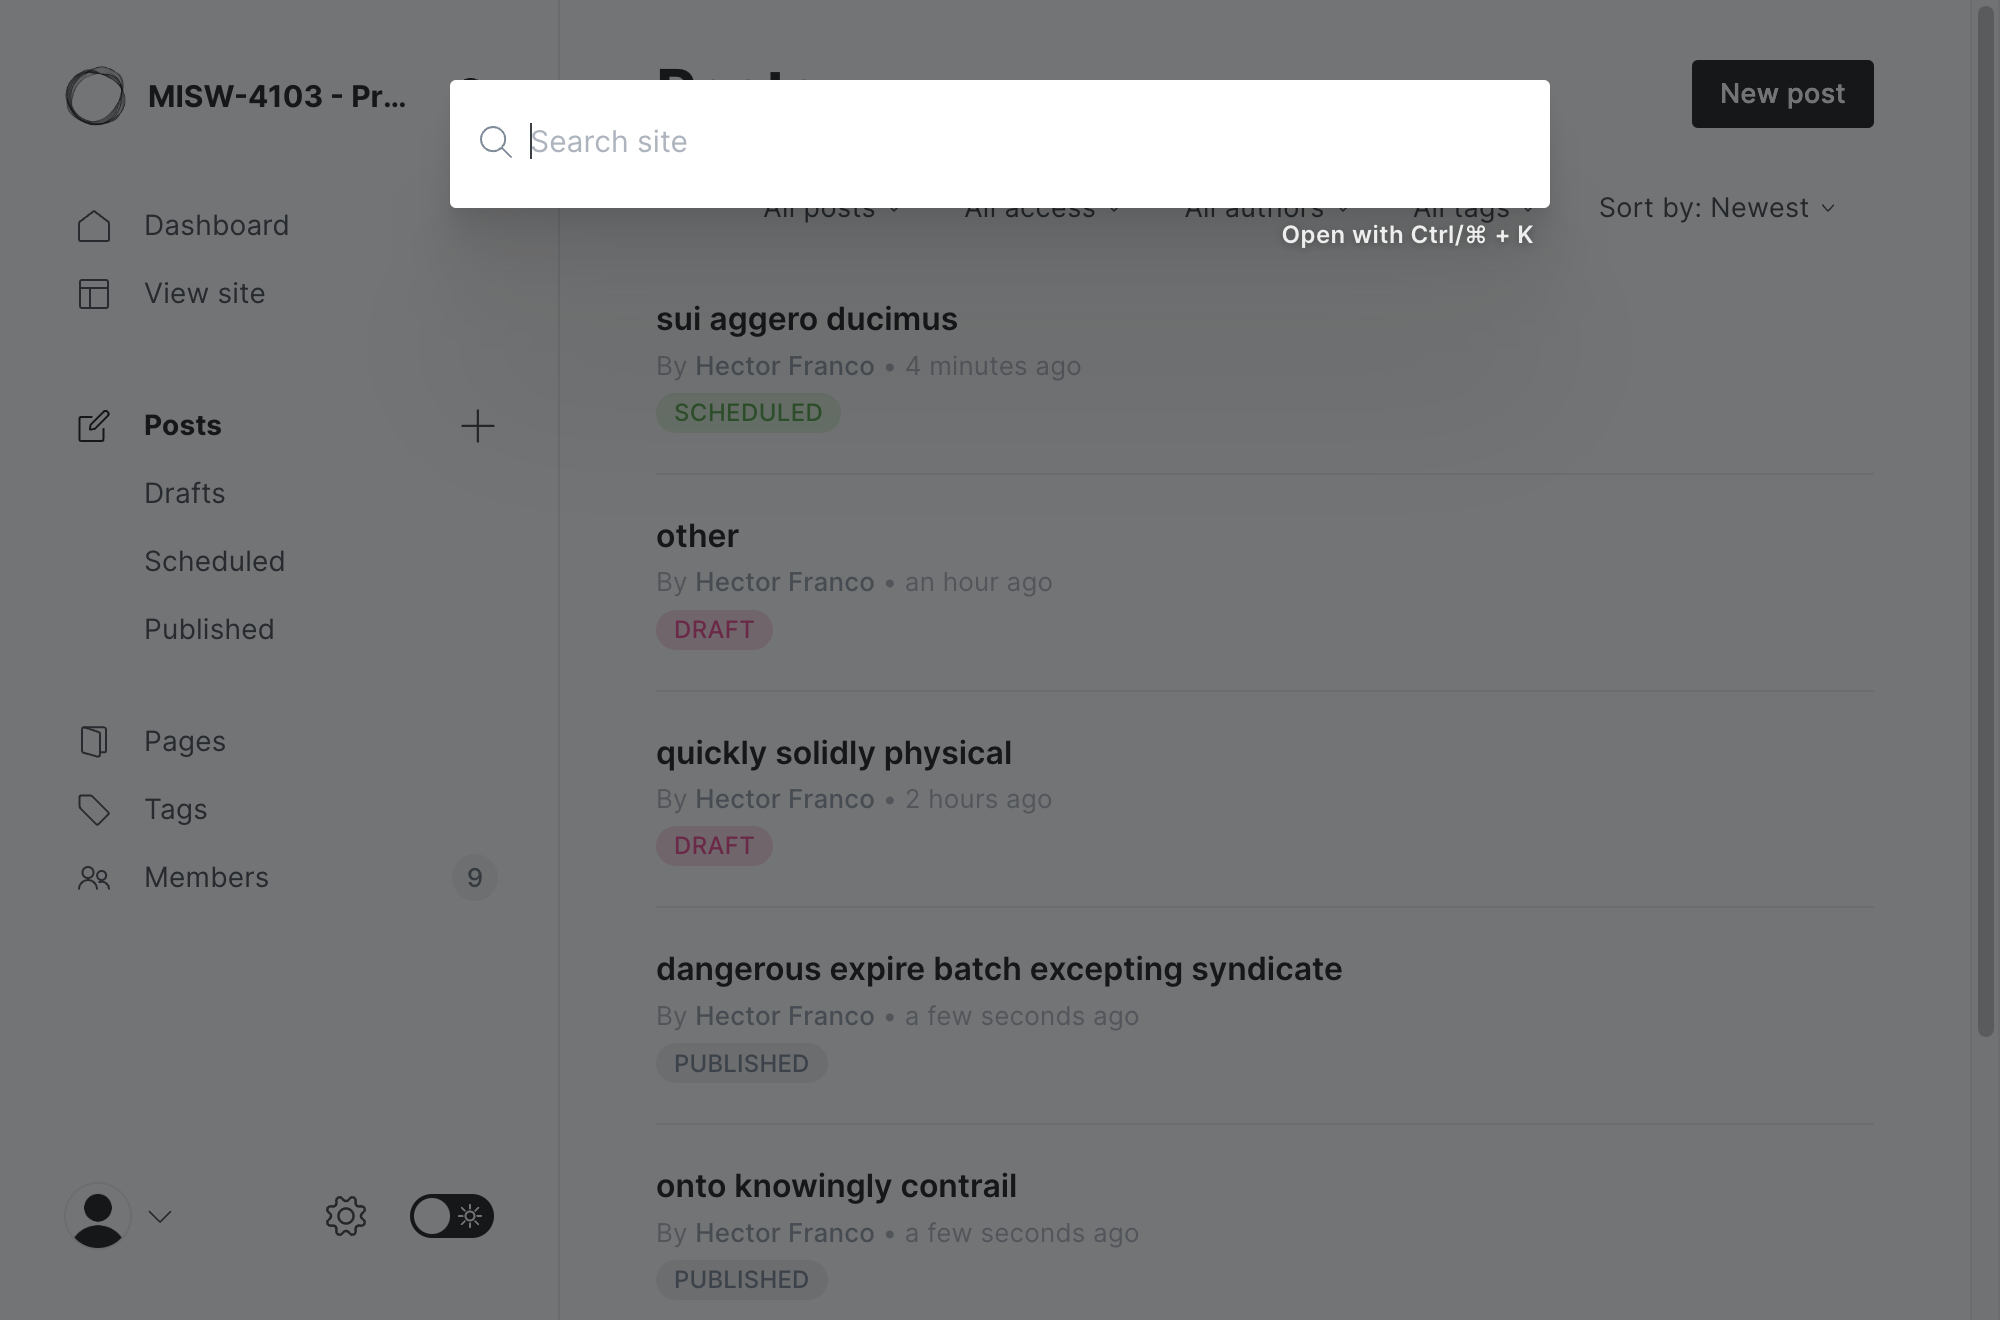 MISW-4103 - Pr...
New post
Search site
All posts
All access
All authors
All tags
Sort by: Newest
Open with Ctrl/⌘ + K
Dashboard
View site
Posts
Drafts
Scheduled
Published
Pages
Tags
Members
9
sui aggero ducimus
By Hector Franco • 4 minutes ago
SCHEDULED
other
By Hector Franco • an hour ago
DRAFT
quickly solidly physical
By Hector Franco • 2 hours ago
DRAFT
dangerous expire batch excepting syndicate
By Hector Franco • a few seconds ago
PUBLISHED
onto knowingly contrail
By Hector Franco • a few seconds ago
PUBLISHED